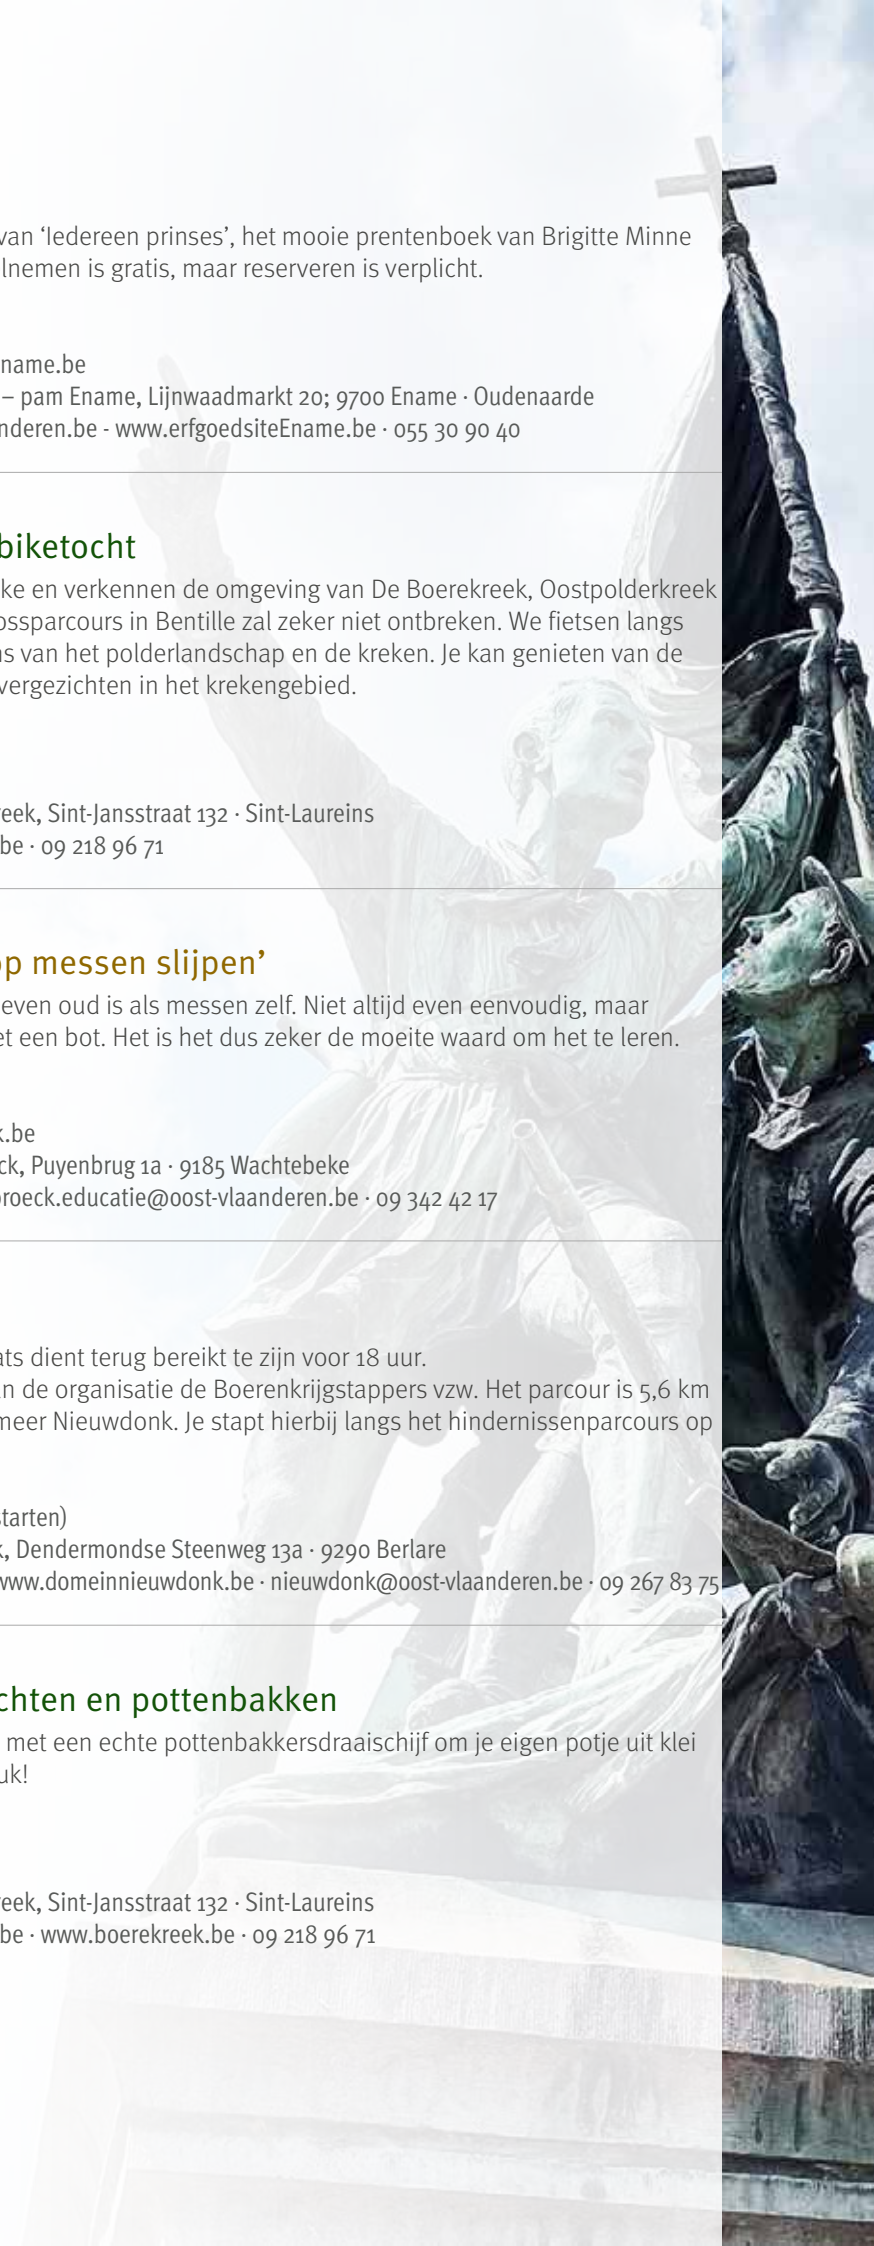 van ‘Iedereen prinses’, het mooie prentenboek van Brigitte Minne
lnemen is gratis, maar reserveren is verplicht.
name.be
– pam Ename, Lijnwaadmarkt 20; 9700 Ename · Oudenaarde
nderen.be - www.erfgoedsiteEname.be · 055 30 90 40
biketocht
ke en verkennen de omgeving van De Boerekreek, Oostpolderkreek
ossparcours in Bentille zal zeker niet ontbreken. We fietsen langs
ns van het polderlandschap en de kreken. Je kan genieten van de
vergezichten in het krekengebied.
eek, Sint-Jansstraat 132 · Sint-Laureins
be · 09 218 96 71
op messen slijpen’
even oud is als messen zelf. Niet altijd even eenvoudig, maar
et een bot. Het is het dus zeker de moeite waard om het te leren.
k.be
ck, Puyenbrug 1a · 9185 Wachtebeke
broeck.educatie@oost-vlaanderen.be · 09 342 42 17
ats dient terug bereikt te zijn voor 18 uur.
an de organisatie de Boerenkrijgstappers vzw. Het parcour is 5,6 km
meer Nieuwdonk. Je stapt hierbij langs het hindernissenparcours op
starten)
k, Dendermondse Steenweg 13a · 9290 Berlare
www.domeinnieuwdonk.be · nieuwdonk@oost-vlaanderen.be · 09 267 83 75
chten en pottenbakken
met een echte pottenbakkersdraaischijf om je eigen potje uit klei
uk!
eek, Sint-Jansstraat 132 · Sint-Laureins
be · www.boerekreek.be · 09 218 96 71